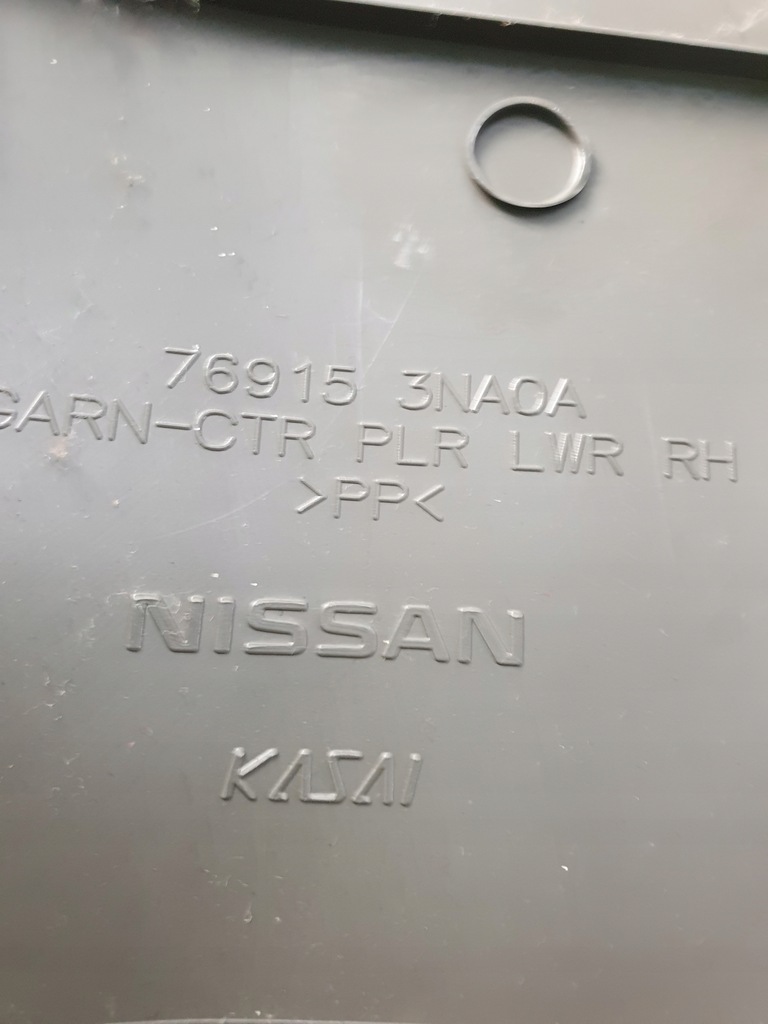 76915 3NA0A
GARN-CTR PLR LWR RH
>PP<
NISSAN
KASAI